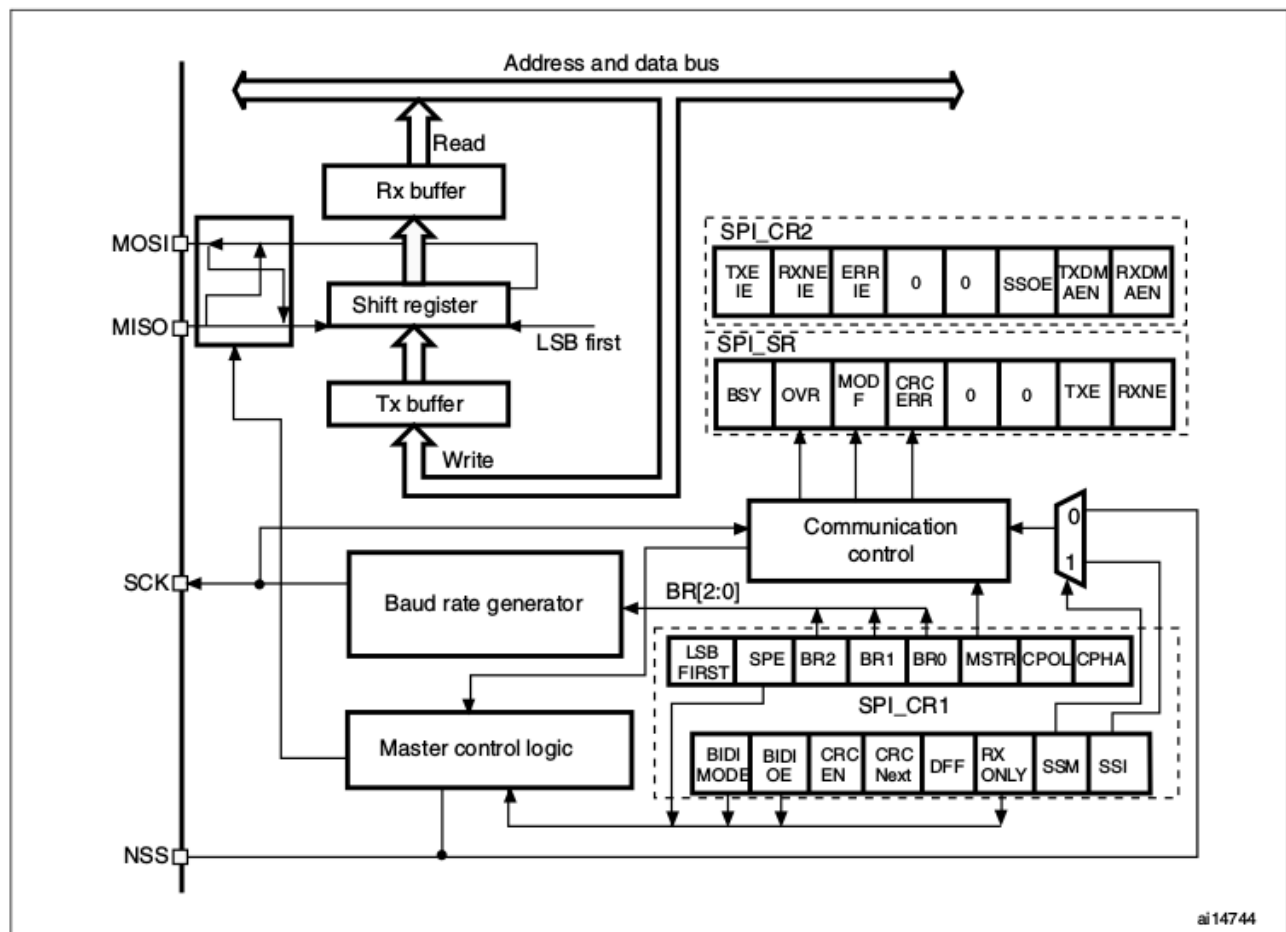 Address and data bus
Read
Rx buffer
MOSI
SPI_CR2
TXE IE
RXNE IE
ERR IE
0
0
SSOE
TXDM AEN
RXDM AEN
Shift register
MISO
LSB first
SPI_SR
BSY
OVR
MOD F
CRC ERR
0
0
TXE
RXNE
Tx buffer
Write
Communication control
0
1
SCK
Baud rate generator
BR[2:0]
LSB FIRST
SPE
BR2
BR1
BR0
MSTR
CPOL
CPHA
SPI_CR1
Master control logic
BIDI MODE
BIDI OE
CRC EN
CRC Next
DFF
RX ONLY
SSM
SSI
NSS
ai14744